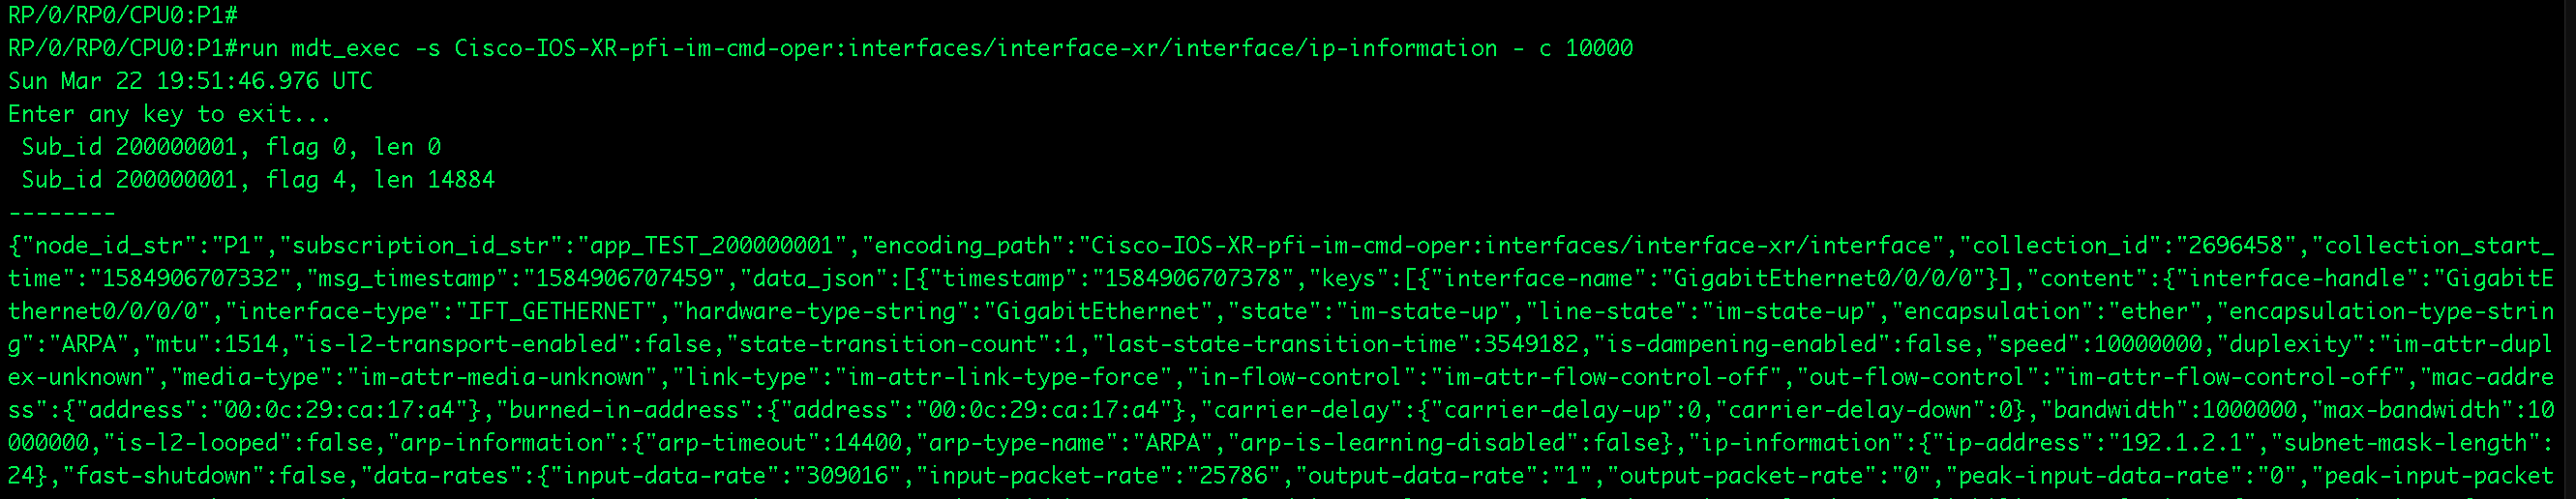 RP/0/RP0/CPU0:P1#
RP/0/RP0/CPU0:P1#run mdt_exec -s Cisco-IOS-XR-pfi-im-cmd-oper:interfaces/interface-xr/interface/ip-information - c 10000
Sun Mar 22 19:51:46.976 UTC
Enter any key to exit...
 Sub_id 200000001, flag 0, len 0
 Sub_id 200000001, flag 4, len 14884
--------
{"node_id_str":"P1","subscription_id_str":"app_TEST_200000001","encoding_path":"Cisco-IOS-XR-pfi-im-cmd-oper:interfaces/interface-xr/interface","collection_id":"2696458","collection_start_
time":"1584906707332","msg_timestamp":"1584906707459","data_json":[{"timestamp":"1584906707378","keys":[{"interface-name":"GigabitEthernet0/0/0/0"}],"content":{"interface-handle":"GigabitE
thernet0/0/0/0","interface-type":"IFT_GETHERNET","hardware-type-string":"GigabitEthernet","state":"im-state-up","line-state":"im-state-up","encapsulation":"ether","encapsulation-type-strin
g":"ARPA","mtu":1514,"is-l2-transport-enabled":false,"state-transition-count":1,"last-state-transition-time":3549182,"is-dampening-enabled":false,"speed":10000000,"duplexity":"im-attr-dupl
ex-unknown","media-type":"im-attr-media-unknown","link-type":"im-attr-link-type-force","in-flow-control":"im-attr-flow-control-off","out-flow-control":"im-attr-flow-control-off","mac-addre
ss":{"address":"00:0c:29:ca:17:a4"},"burned-in-address":{"address":"00:0c:29:ca:17:a4"},"carrier-delay":{"carrier-delay-up":0,"carrier-delay-down":0},"bandwidth":1000000,"max-bandwidth":10
00000,"is-l2-looped":false,"arp-information":{"arp-timeout":14400,"arp-type-name":"ARPA","arp-is-learning-disabled":false},"ip-information":{"ip-address":"192.1.2.1","subnet-mask-length":
24},"fast-shutdown":false,"data-rates":{"input-data-rate":"309016","input-packet-rate":"25786","output-data-rate":"1","output-packet-rate":"0","peak-input-data-rate":"0","peak-input-packet